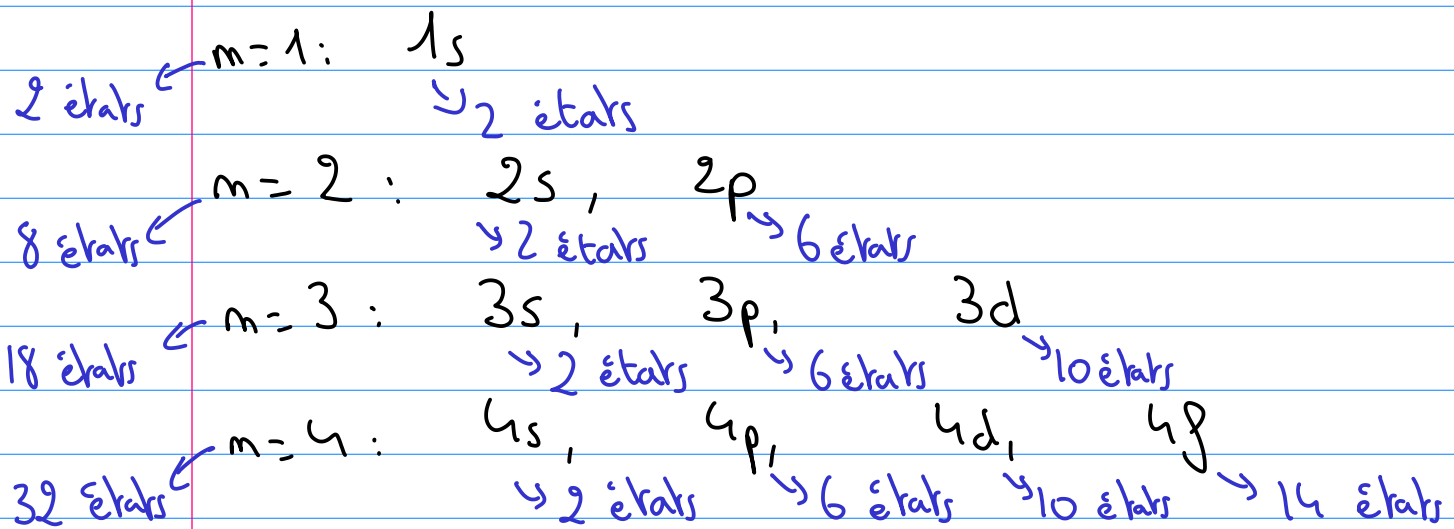 n = 1 : 1s
2 états 2 états
n = 2 : 2s, 2p
8 états 2 états 6 états
n = 3 : 3s, 3p, 3d
18 états 2 états 6 états 10 états
n = 4 : 4s, 4p, 4d, 4f
32 états 2 états 6 états 10 états 14 états